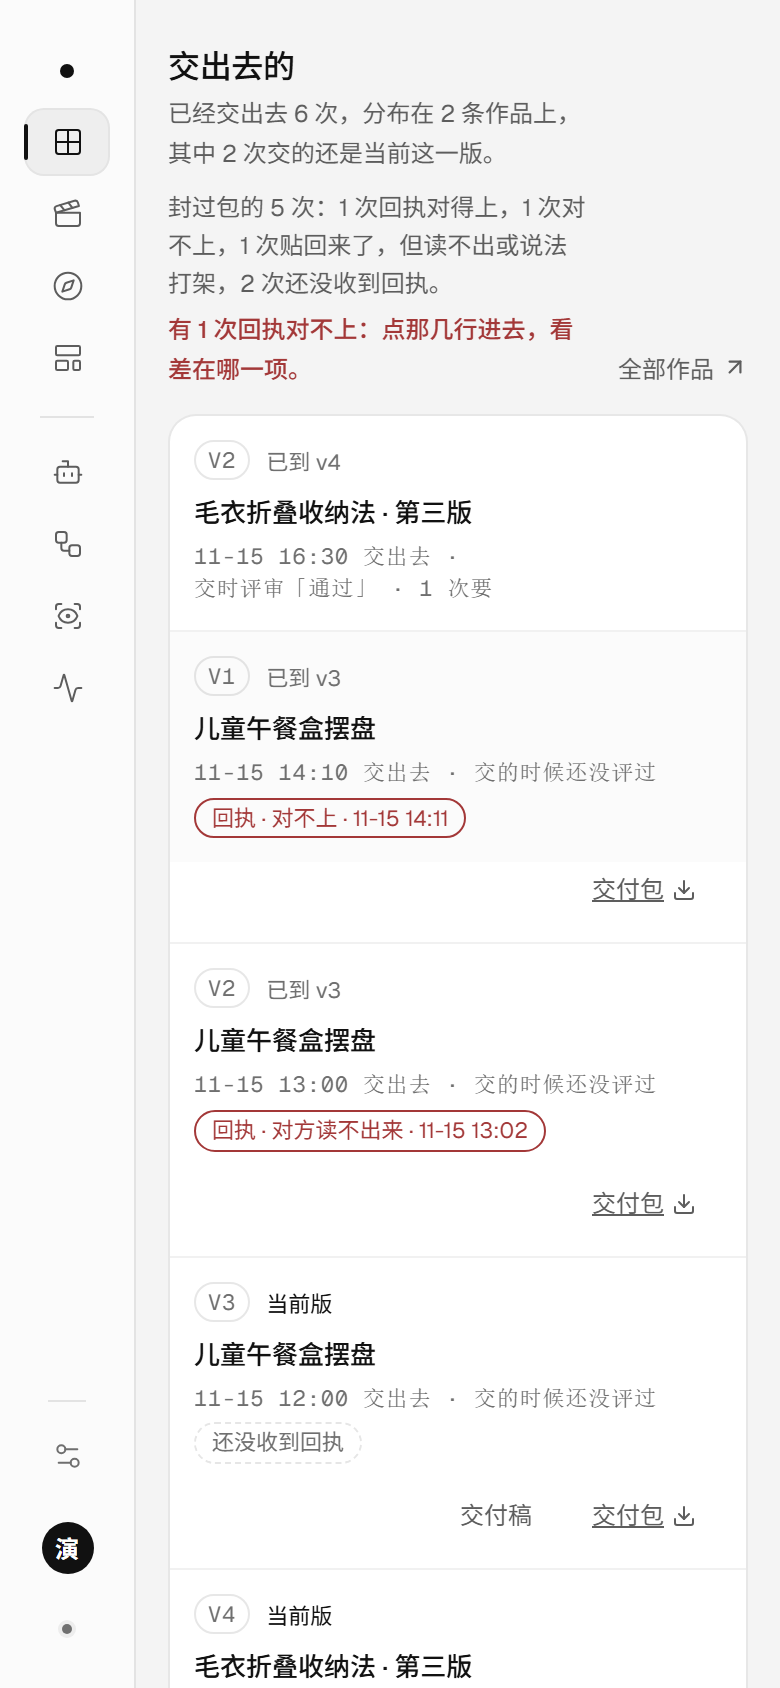 交出去的
已经交出去 6 次，分布在 2 条作品上，
其中 2 次交的还是当前这一版。
封过包的 5 次：1 次回执对得上，1 次对
不上，1 次贴回来了，但读不出或说法
打架，2 次还没收到回执。
有 1 次回执对不上：点那几行进去，看
差在哪一项。
全部作品
V2 已到 v4
毛衣折叠收纳法 · 第三版
11-15 16:30 交出去 ·
交时评审「通过」 · 1 次要
V1 已到 v3
儿童午餐盒摆盘
11-15 14:10 交出去 · 交的时候还没评过
回执 · 对不上 · 11-15 14:11
交付包
V2 已到 v3
儿童午餐盒摆盘
11-15 13:00 交出去 · 交的时候还没评过
回执 · 对方读不出来 · 11-15 13:02
交付包
V3 当前版
儿童午餐盒摆盘
11-15 12:00 交出去 · 交的时候还没评过
还没收到回执
交付稿 交付包
V4 当前版
毛衣折叠收纳法 · 第三版
演